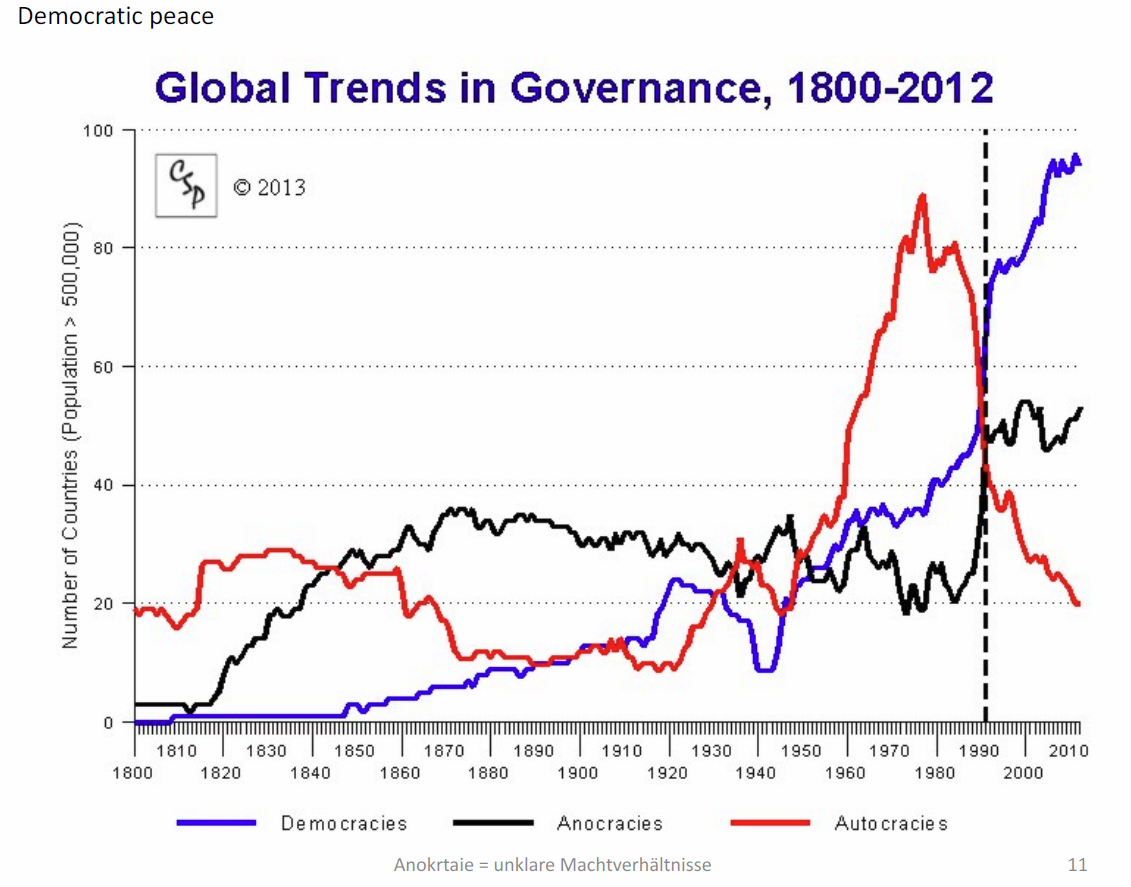 Democratic peace
Global Trends in Governance, 1800-2012
CSP © 2013
Number of Countries (Population > 500,000)
100
80
60
40
20
0
1810 1830 1850 1870 1890 1910 1930 1950 1970 1990 2010
1800 1820 1840 1860 1880 1900 1920 1940 1960 1980 2000
Democracies Anocracies Autocracies
Anokrtaie = unklare Machtverhältnisse 11